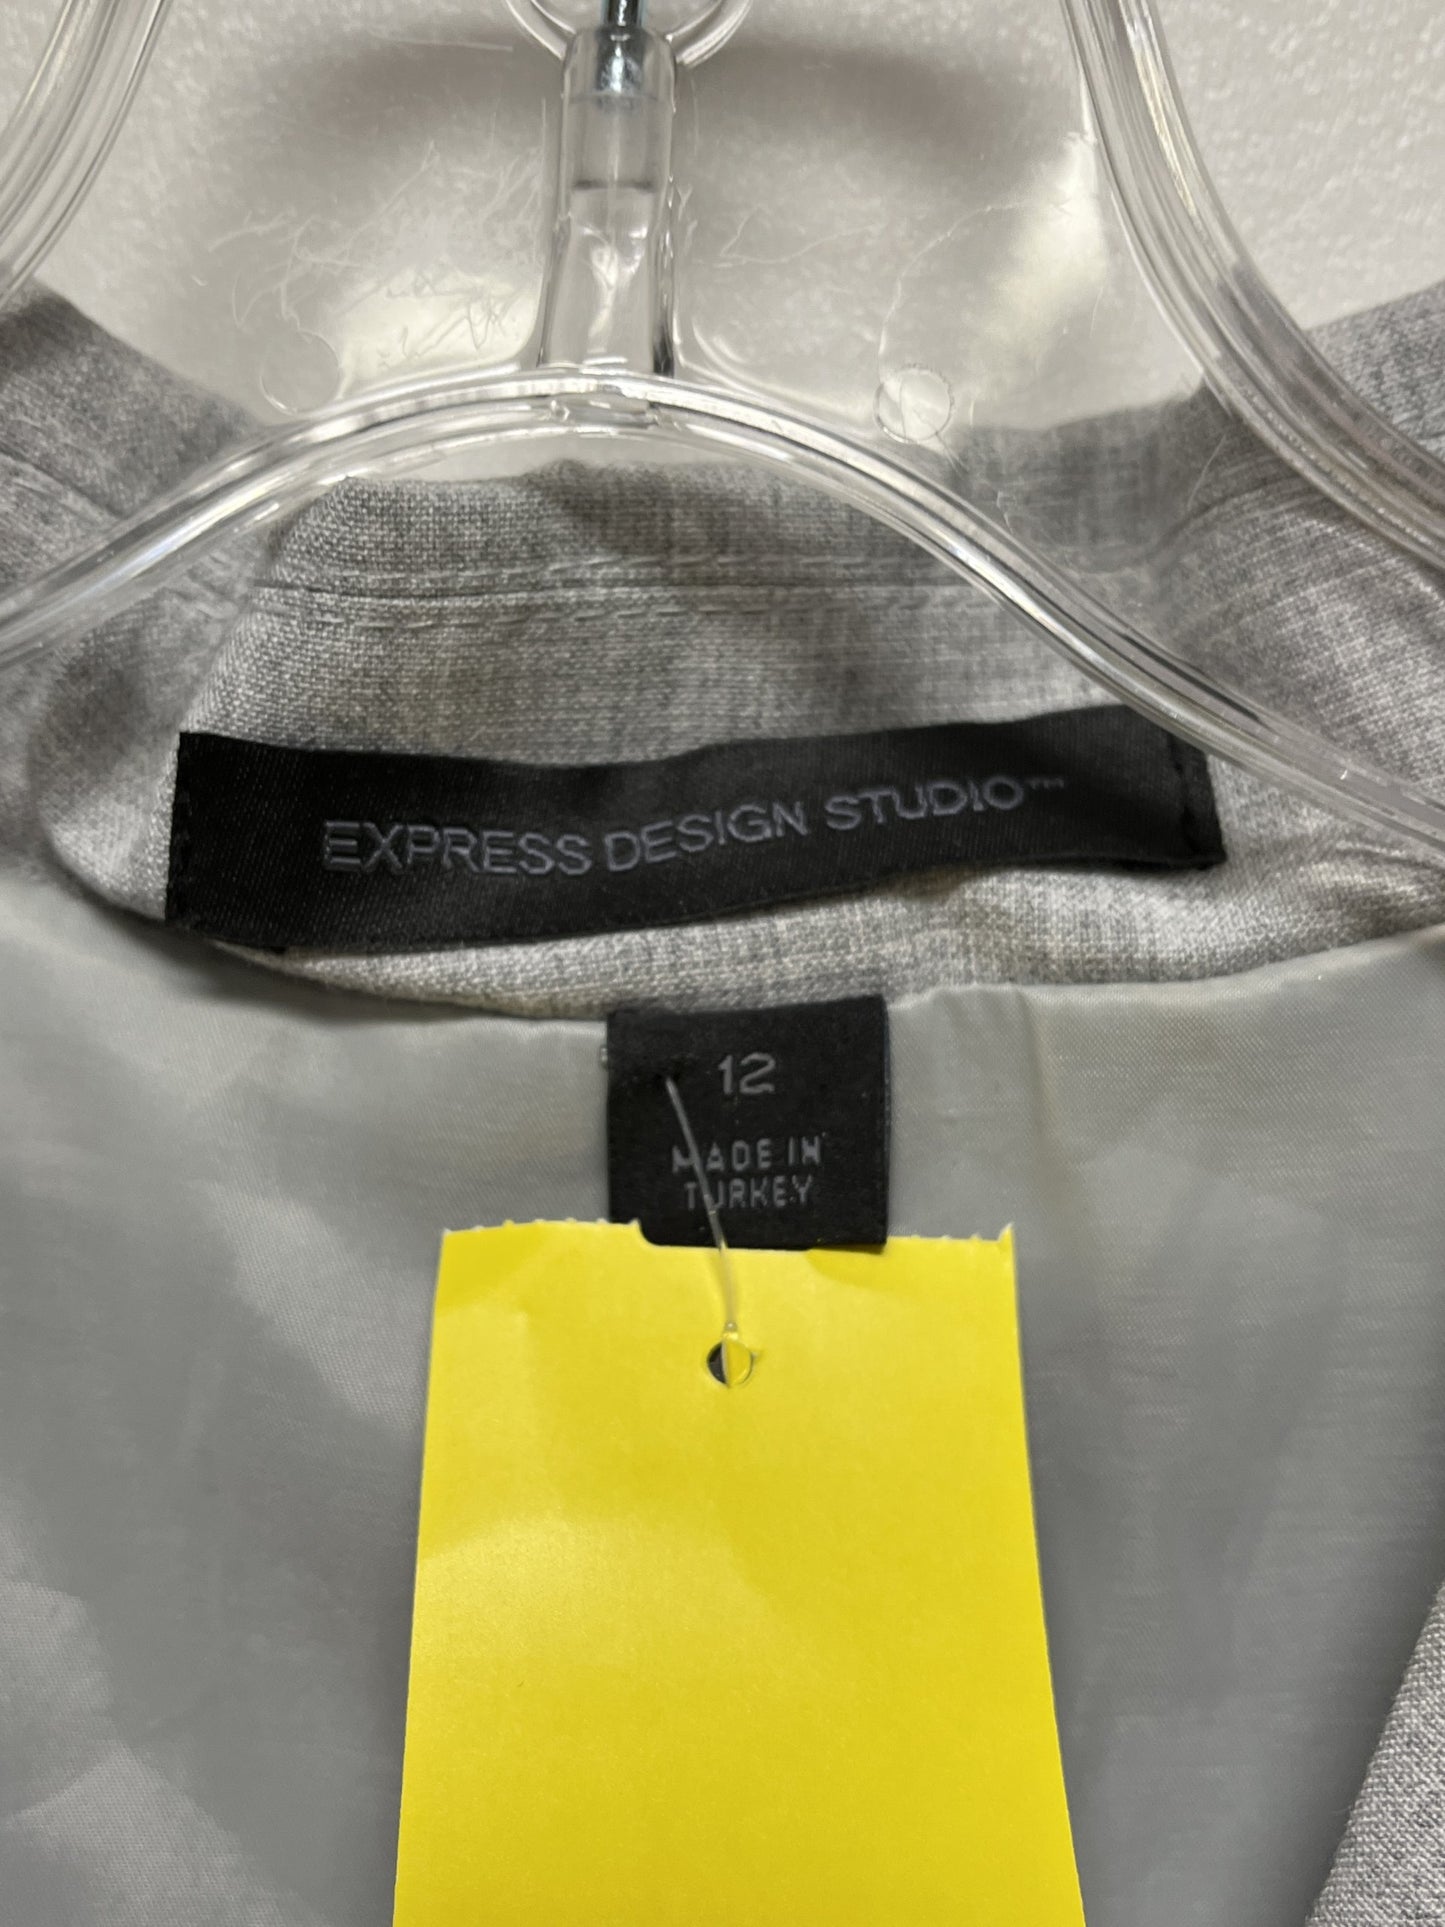 EXPRESS DESIGN STUDIO™
12
MADE IN
TURKEY